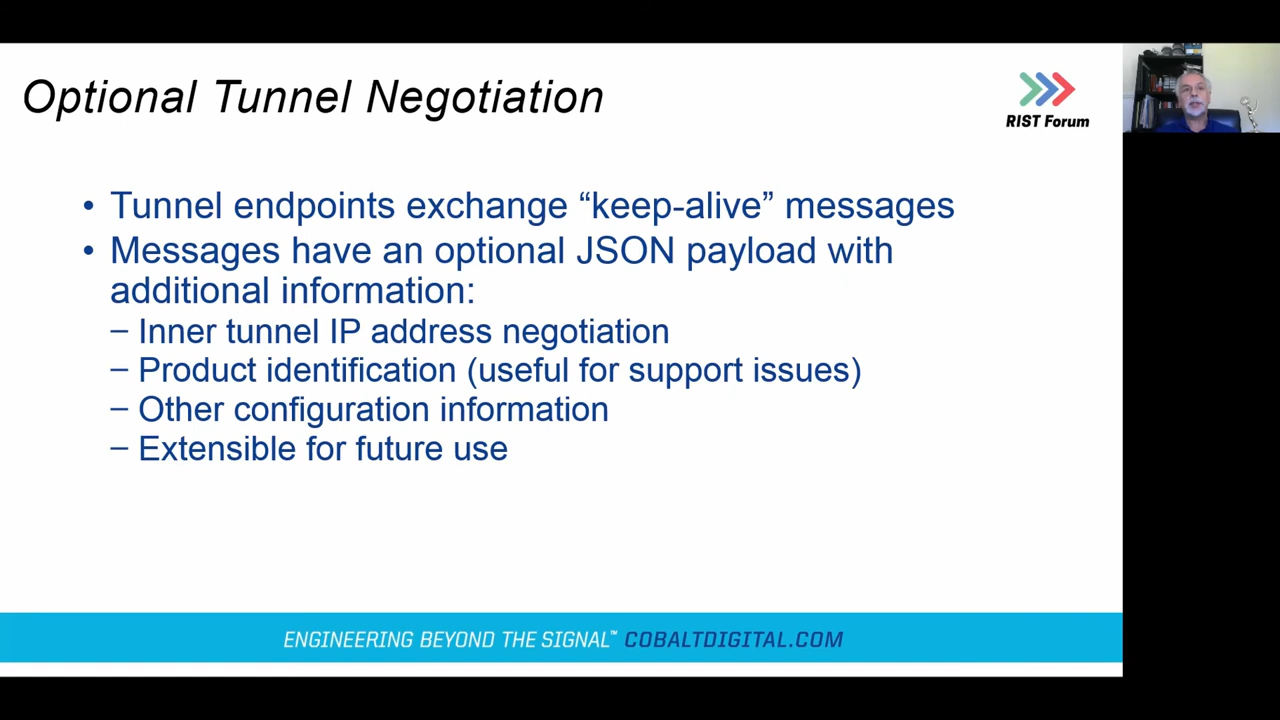 Optional Tunnel Negotiation
RIST Forum
• Tunnel endpoints exchange “keep-alive” messages
• Messages have an optional JSON payload with
additional information:
– Inner tunnel IP address negotiation
– Product identification (useful for support issues)
– Other configuration information
– Extensible for future use
ENGINEERING BEYOND THE SIGNAL™ COBALTDIGITAL.COM